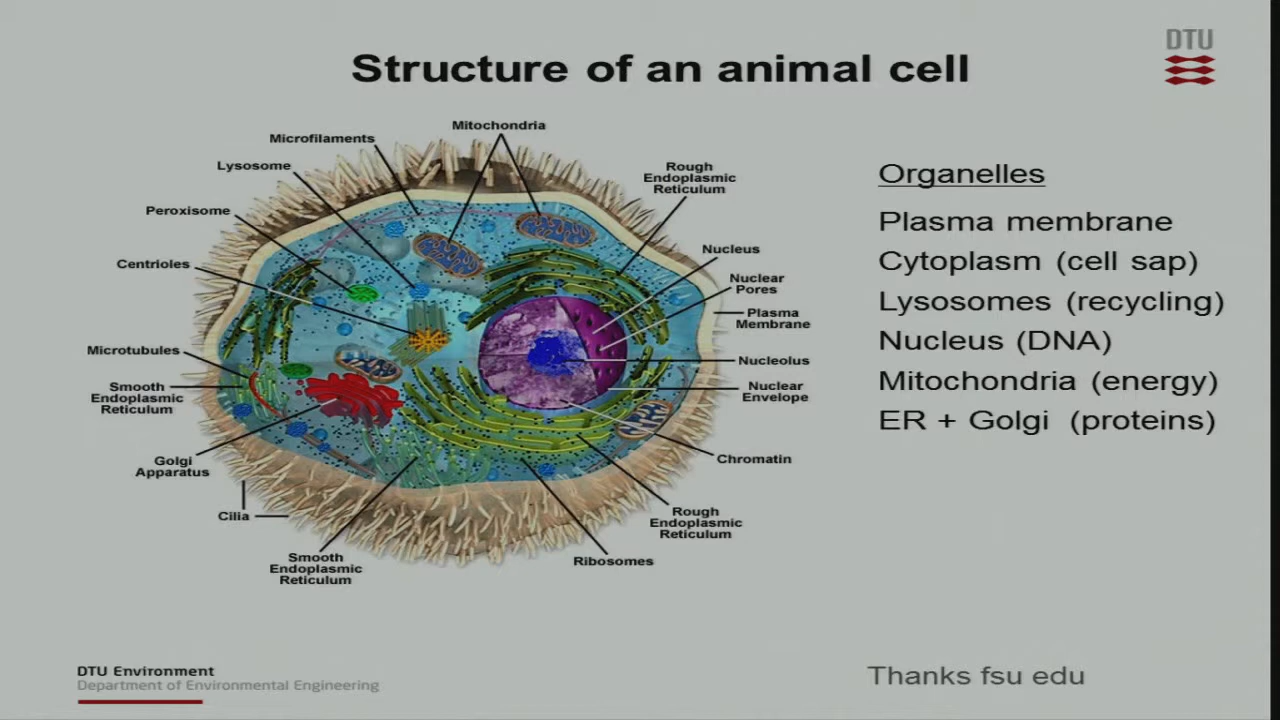 DTU
Structure of an animal cell
Mitochondria
Microfilaments
Lysosome
Peroxisome
Centrioles
Microtubules
Smooth
Endoplasmic
Reticulum
Golgi
Apparatus
Cilia
Smooth
Endoplasmic
Reticulum
Rough
Endoplasmic
Reticulum
Nucleus
Nuclear
Pores
Plasma
Membrane
Nucleolus
Nuclear
Envelope
Chromatin
Rough
Endoplasmic
Reticulum
Ribosomes
Organelles
Plasma membrane
Cytoplasm (cell sap)
Lysosomes (recycling)
Nucleus (DNA)
Mitochondria (energy)
ER + Golgi (proteins)
DTU Environment
Department of Environmental Engineering
Thanks fsu edu